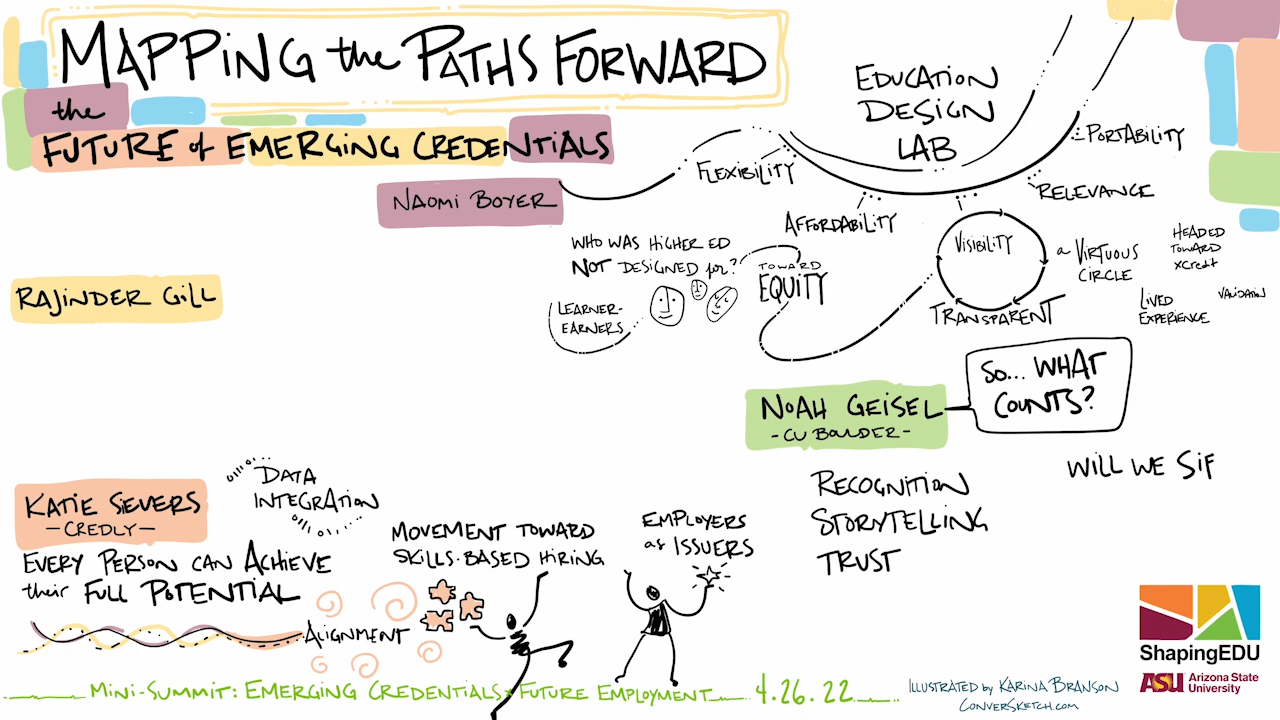 MAPPING the PATHS FORWARD
the
FUTURE of EMERGING CREDENTIALS
NAOMI BOYER
EDUCATION
DESIGN
LAB
FLEXIBILITY
AFFORDABILITY
PORTABILITY
RELEVANCE
VISIBILITY
TRANSPARENT
a VIRTUOUS
CIRCLE
HEADED
TOWARD
XCredit
LIVED
EXPERIENCE
VALIDATION
WHO WAS HIGHER ED
NOT DESIGNED for?
TOWARD
EQUITY
LEARNER-
EARNERS
RAJINDER GILL
NOAH GEISEL
-CU BOULDER-
SO... WHAT
COUNTS?
RECOGNITION
STORYTELLING
TRUST
WILL WE SIF
KATIE SIEVERS
-CREDLY-
DATA
INTEGRATION
EVERY PERSON CAN ACHIEVE
their FULL POTENTIAL
ALIGNMENT
MOVEMENT TOWARD
SKILLS-BASED HIRING
EMPLOYERS
as ISSUERS
MINI-SUMMIT: EMERGING CREDENTIALS + FUTURE EMPLOYMENT 4.26.22
ILLUSTRATED by KARINA BRANSON
CONVERSKETCH.COM
ShapingEDU
ASU Arizona State
University